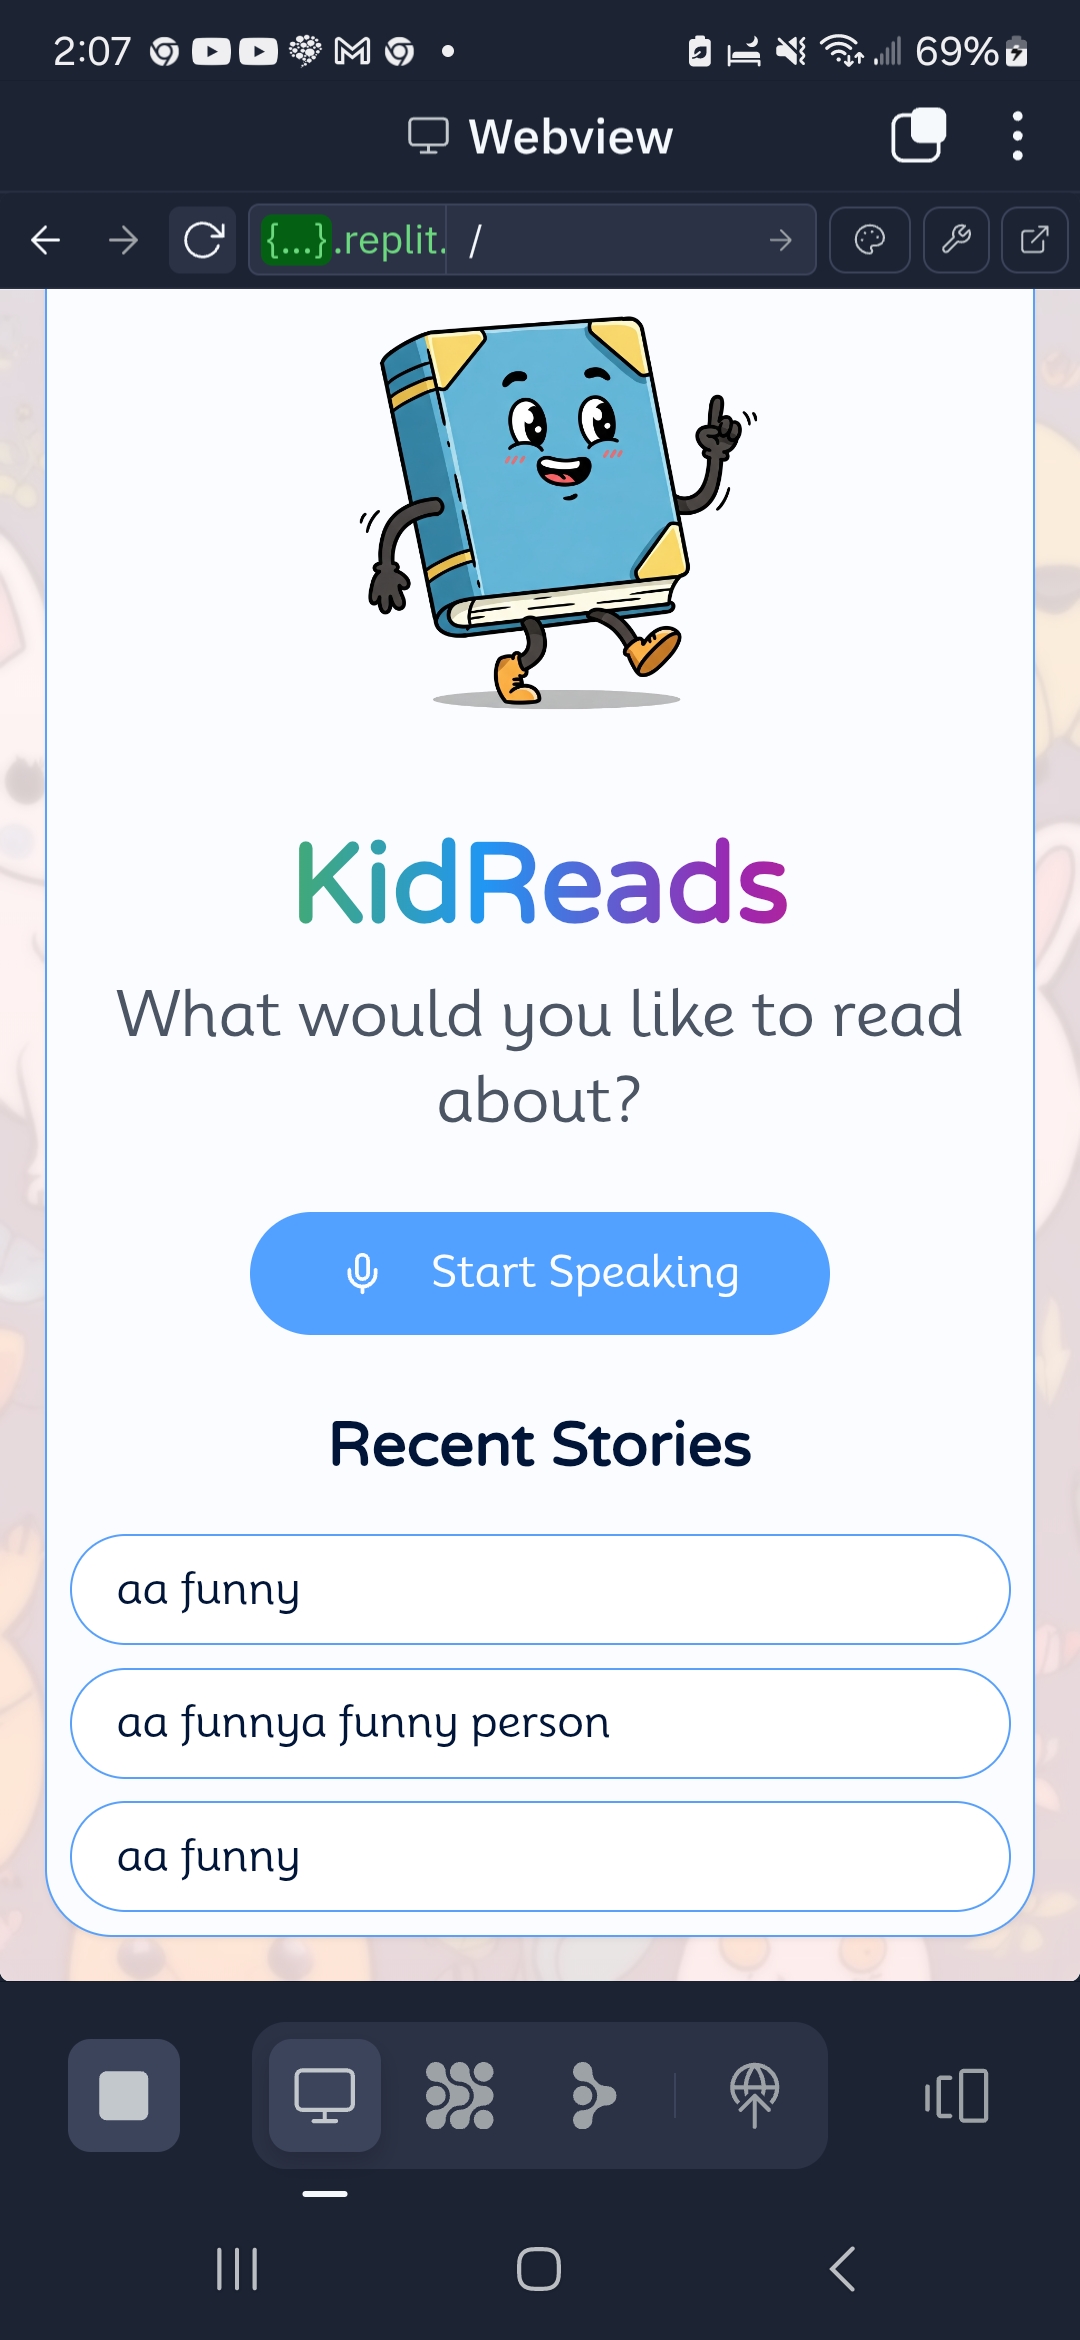 2:07
69%
Webview
{...}.replit. /
KidReads
What would you like to read
about?
Start Speaking
Recent Stories
aa funny
aa funnya funny person
aa funny